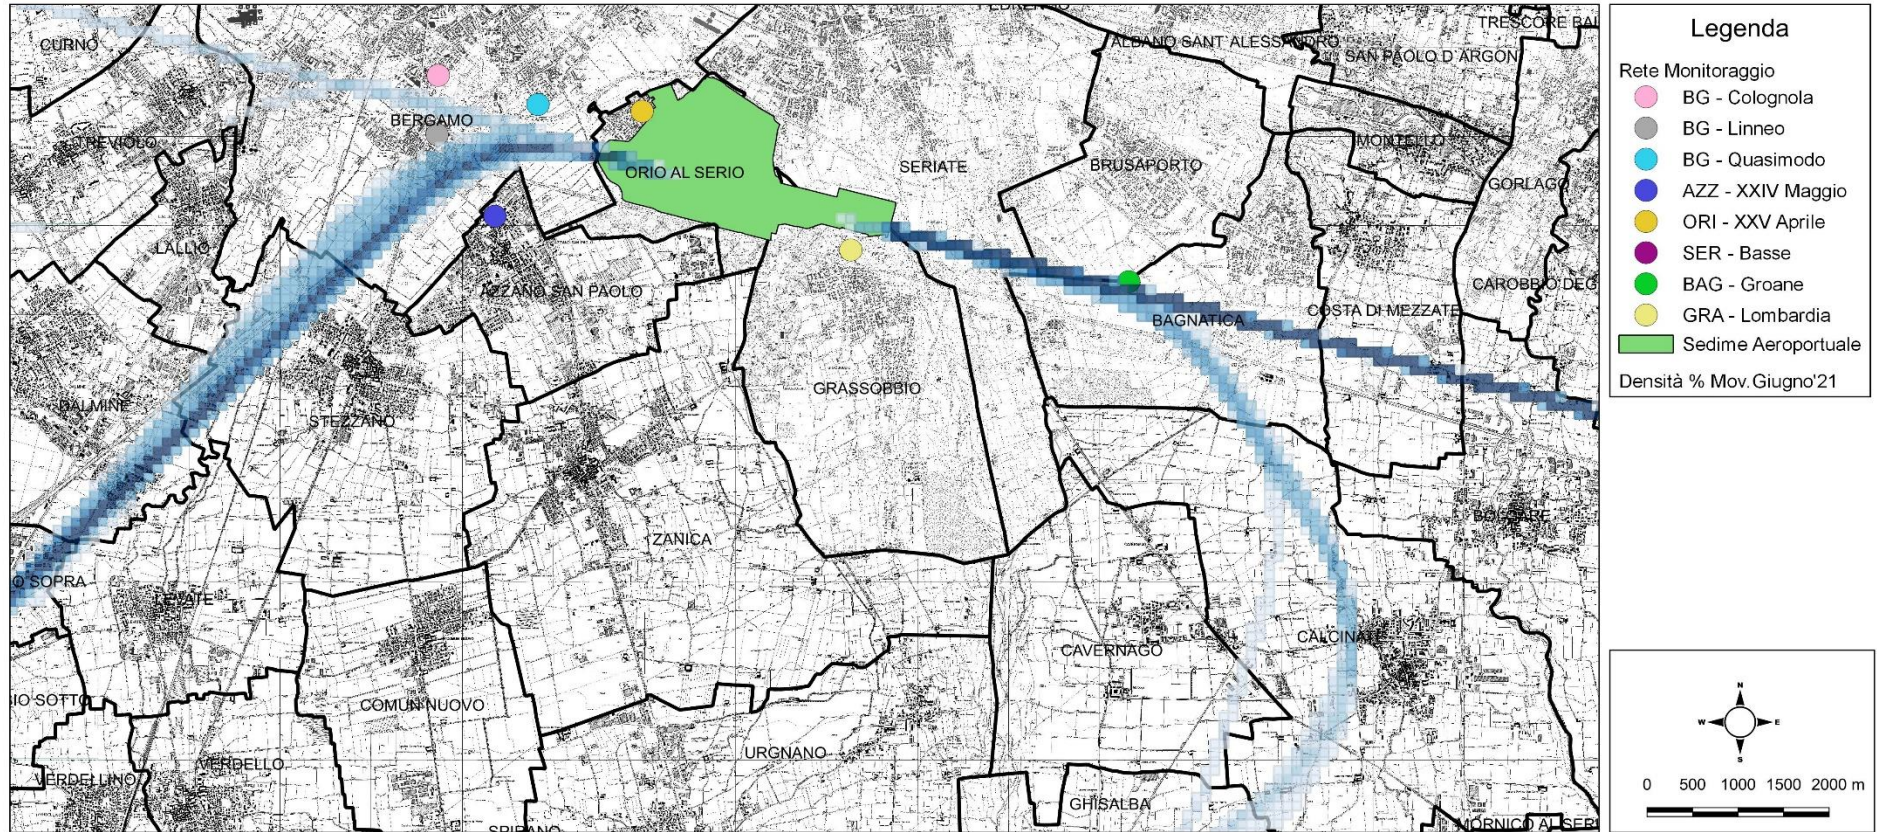 CURNO
TREVIOLO
BERGAMO
LALLIO
ORIO AL SERIO
SERIATE
ALBANO SANT'ALESSANDRO
SAN PAOLO D'ARGON
TRESCORE BAL
MONTELLO
BRUSAPORTO
GORLAGO
CAROBBIO DEG
COSTA DI MEZZATE
BAGNATICA
AZZANO SAN PAOLO
GRASSOBBIO
DALMINE
STEZZANO
BOLGARE
ZANICA
O SOPRA
LEVATE
CALCINATE
CAVERNAGO
IO SOTTO
COMUN NUOVO
URGNANO
VERDELLINO
VERDELLO
GHISALBA
SPIRANO
MORNICO AL SERI
Legenda
Rete Monitoraggio
BG - Colognola
BG - Linneo
BG - Quasimodo
AZZ - XXIV Maggio
ORI - XXV Aprile
SER - Basse
BAG - Groane
GRA - Lombardia
Sedime Aeroportuale
Densità % Mov.Giugno'21
N
W E
S
0 500 1000 1500 2000 m